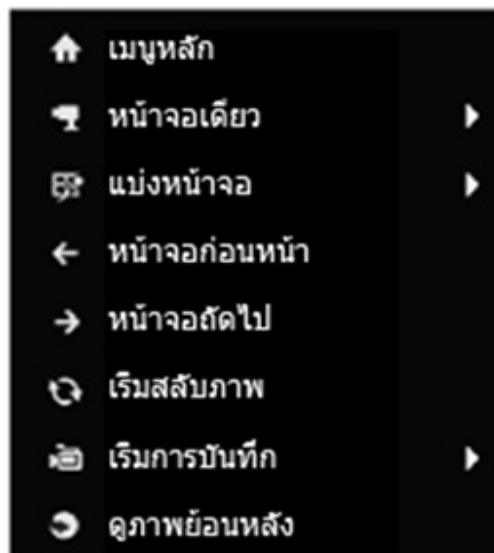 เมนูหลัก
หน้าจอเดียว
แบ่งหน้าจอ
หน้าจอก่อนหน้า
หน้าจอถัดไป
เริ่มสลับภาพ
เริ่มการบันทึก
ดูภาพย้อนหลัง